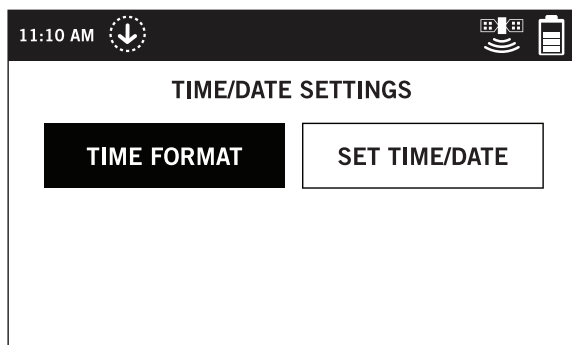 11:10 AM
TIME/DATE SETTINGS
TIME FORMAT
SET TIME/DATE